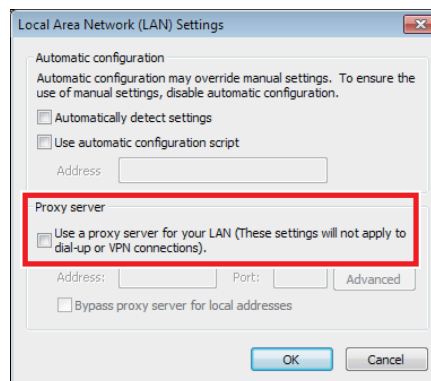 Local Area Network (LAN) Settings
Automatic configuration
Automatic configuration may override manual settings. To ensure the
use of manual settings, disable automatic configuration.
Automatically detect settings
Use automatic configuration script
Address
Proxy server
Use a proxy server for your LAN (These settings will not apply to
dial-up or VPN connections).
Address: Port: Advanced
Bypass proxy server for local addresses
OK Cancel